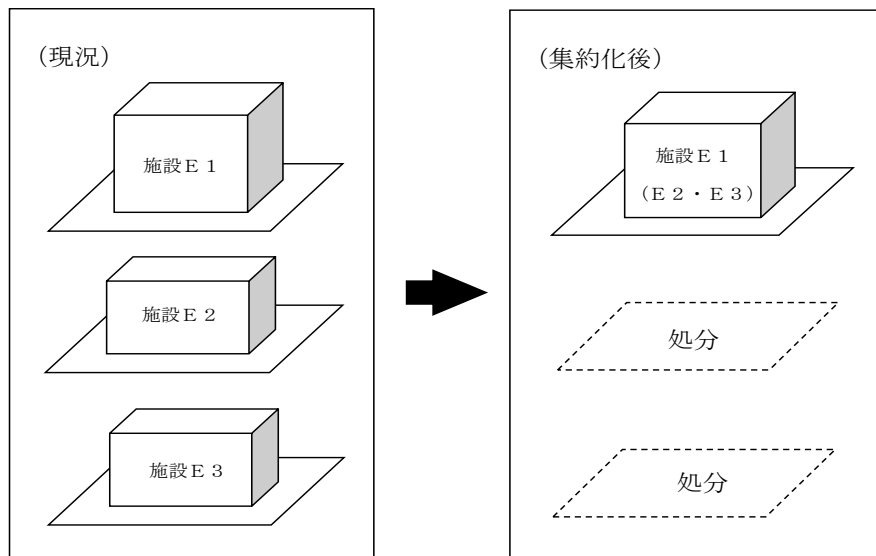 （現況）
施設Ｅ１
施設Ｅ２
施設Ｅ３
（集約化後）
施設Ｅ１
（Ｅ２・Ｅ３）
処分
処分